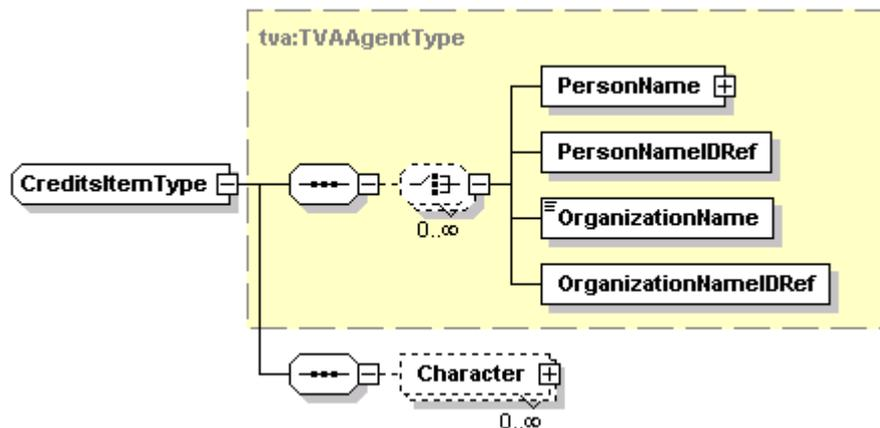 tva:TVAAgentType
PersonName
PersonNameIDRef
CreditsItemType
0..∞
OrganizationName
OrganizationNameIDRef
Character
0..∞